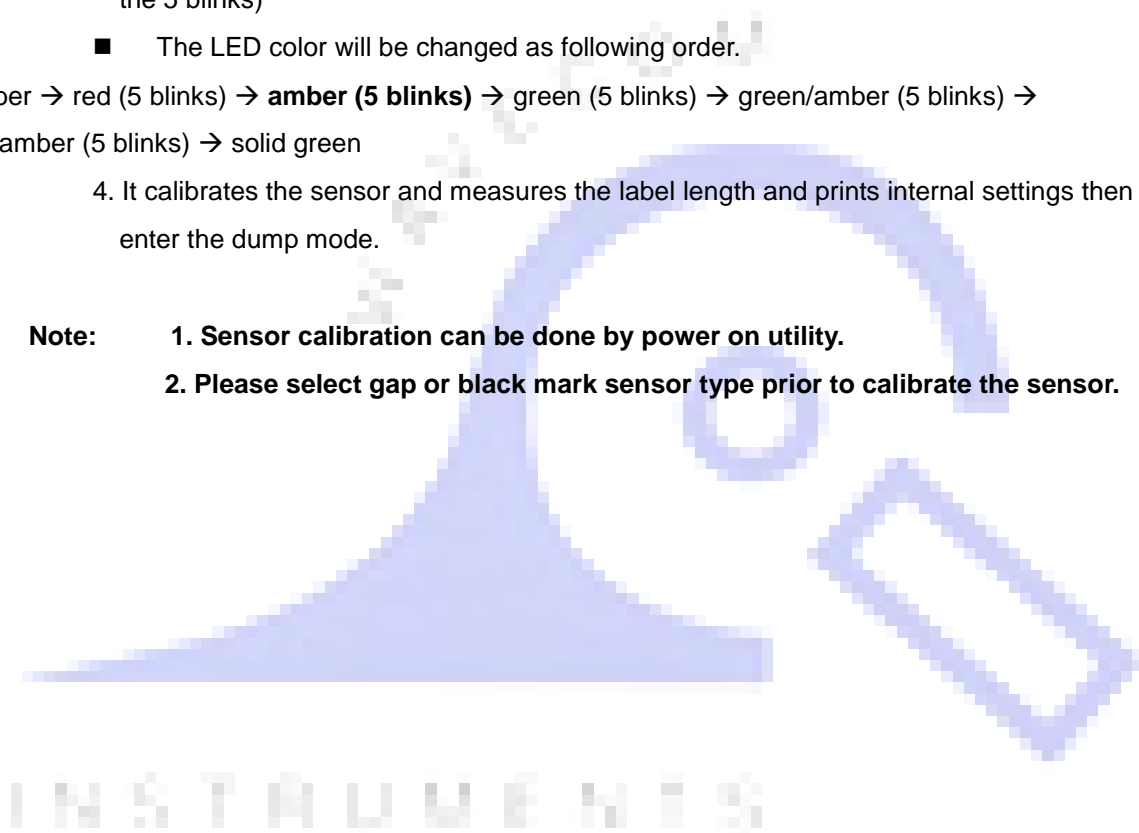 the 5 blinks)
■ The LED color will be changed as following order.
ber → red (5 blinks) → amber (5 blinks) → green (5 blinks) → green/amber (5 blinks) →
amber (5 blinks) → solid green
4. It calibrates the sensor and measures the label length and prints internal settings then
enter the dump mode.
Note: 1. Sensor calibration can be done by power on utility.
2. Please select gap or black mark sensor type prior to calibrate the sensor.
INSTRUMENTS